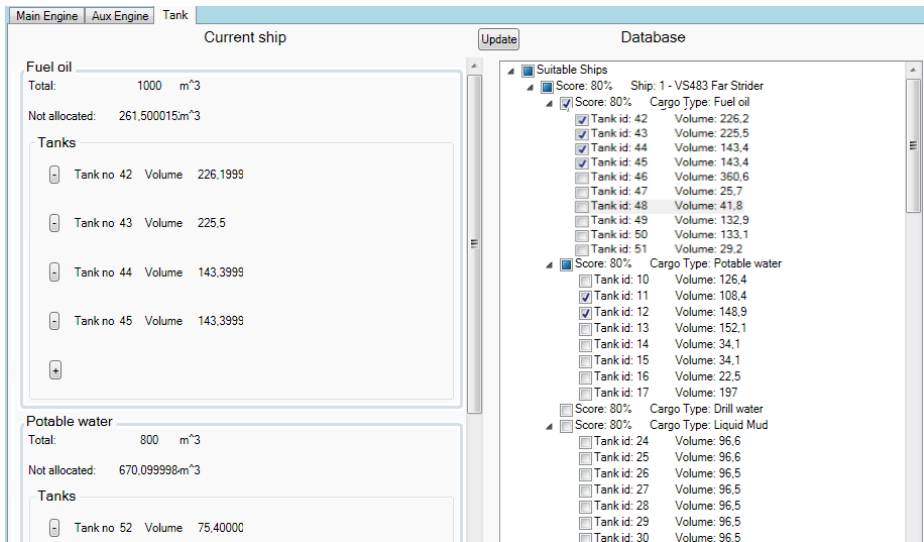 Main Engine Aux Engine Tank
Current ship
Update
Database
Fuel oil
Total: 1000 m^3
Not allocated: 261,500015:m^3
Tanks
- Tank no 42 Volume 226,1999
- Tank no 43 Volume 225,5
- Tank no 44 Volume 143,3999
- Tank no 45 Volume 143,3999
+
Potable water
Total: 800 m^3
Not allocated: 670,099998m^3
Tanks
- Tank no 52 Volume 75,40000
Suitable Ships
Score: 80% Ship: 1 - VS483 Far Strider
Score: 80% Cargo Type: Fuel oil
Tank id: 42 Volume: 226,2
Tank id: 43 Volume: 225,5
Tank id: 44 Volume: 143,4
Tank id: 45 Volume: 143,4
Tank id: 46 Volume: 360,6
Tank id: 47 Volume: 25,7
Tank id: 48 Volume: 41,8
Tank id: 49 Volume: 132,9
Tank id: 50 Volume: 133,1
Tank id: 51 Volume: 29,2
Score: 80% Cargo Type: Potable water
Tank id: 10 Volume: 126,4
Tank id: 11 Volume: 108,4
Tank id: 12 Volume: 148,9
Tank id: 13 Volume: 152,1
Tank id: 14 Volume: 34,1
Tank id: 15 Volume: 34,1
Tank id: 16 Volume: 22,5
Tank id: 17 Volume: 197
Score: 80% Cargo Type: Drill water
Score: 80% Cargo Type: Liquid Mud
Tank id: 24 Volume: 96,6
Tank id: 25 Volume: 96,6
Tank id: 26 Volume: 96,5
Tank id: 27 Volume: 96,5
Tank id: 28 Volume: 96,5
Tank id: 29 Volume: 96,5
Tank id: 30 Volume: 96,5